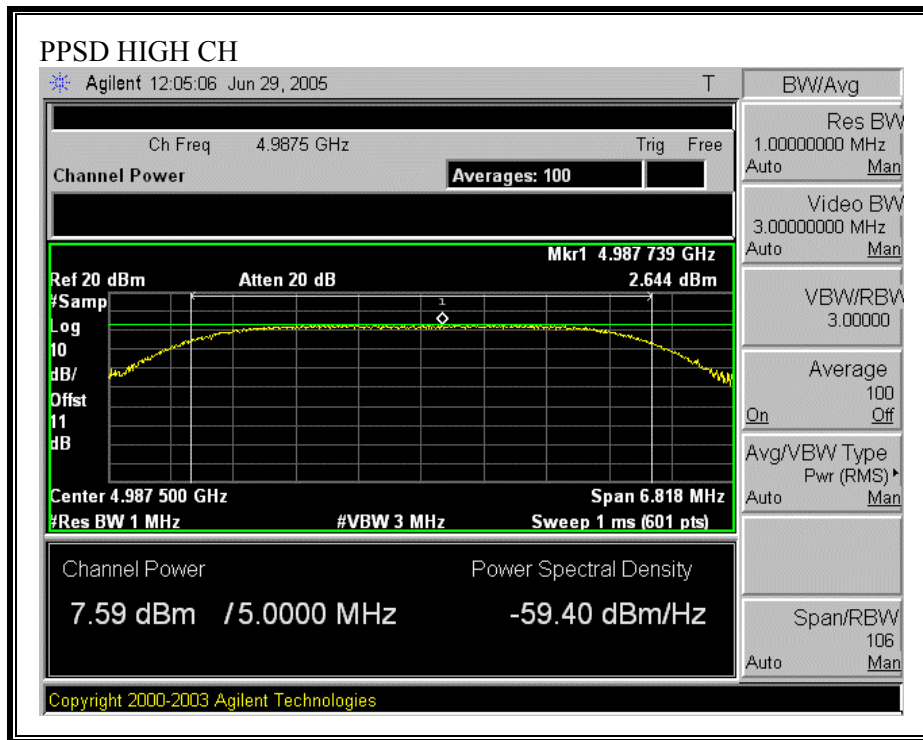 PPSD HIGH CH
Agilent 12:05:06 Jun 29, 2005 T
Ch Freq 4.9875 GHz Trig Free
Channel Power Averages: 100
Mkr1 4.987 739 GHz
Ref 20 dBm Atten 20 dB 2.644 dBm
#Samp
Log
10
dB/
Offst
11
dB
1
Center 4.987 500 GHz Span 6.818 MHz
#Res BW 1 MHz #VBW 3 MHz Sweep 1 ms (601 pts)
Channel Power Power Spectral Density
7.59 dBm /5.0000 MHz -59.40 dBm/Hz
Copyright 2000-2003 Agilent Technologies
BW/Avg
Res BW
1.00000000 MHz
Auto Man
Video BW
3.00000000 MHz
Auto Man
VBW/RBW
3.00000
Average
100
On Off
Avg/VBW Type
Pwr (RMS)
Auto Man
Span/RBW
106
Auto Man